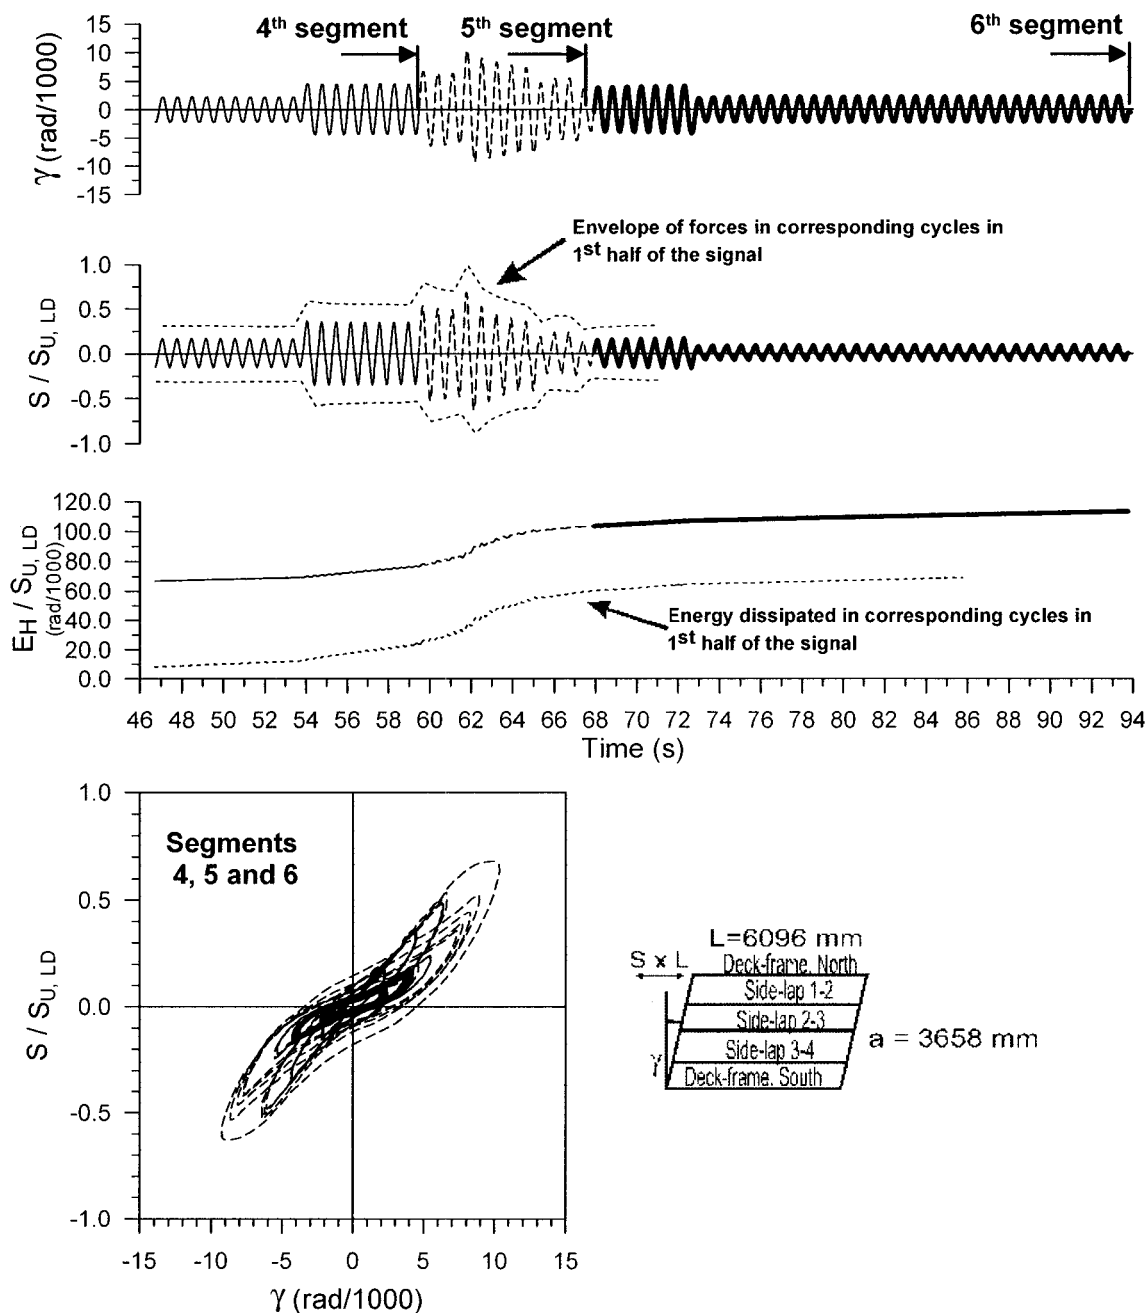 4th segment
5th segment
6th segment
15
10
5
0
-5
-10
-15
γ (rad/1000)
Envelope of forces in corresponding cycles in
1st half of the signal
1.0
0.5
0.0
-0.5
-1.0
S / SU, LD
120.0
100.0
80.0
60.0
40.0
20.0
0.0
EH / SU, LD
(rad/1000)
Energy dissipated in corresponding cycles in
1st half of the signal
46 48 50 52 54 56 58 60 62 64 66 68 70 72 74 76 78 80 82 84 86 88 90 92 94
Time (s)
1.0
0.5
0.0
-0.5
-1.0
S / SU, LD
Segments
4, 5 and 6
-15 -10 -5 0 5 10 15
γ (rad/1000)
L=6096 mm
S x L
Deck-frame. North
Side-lap 1-2
Side-lap 2-3
Side-lap 3-4
Deck-frame. South
γ
a = 3658 mm